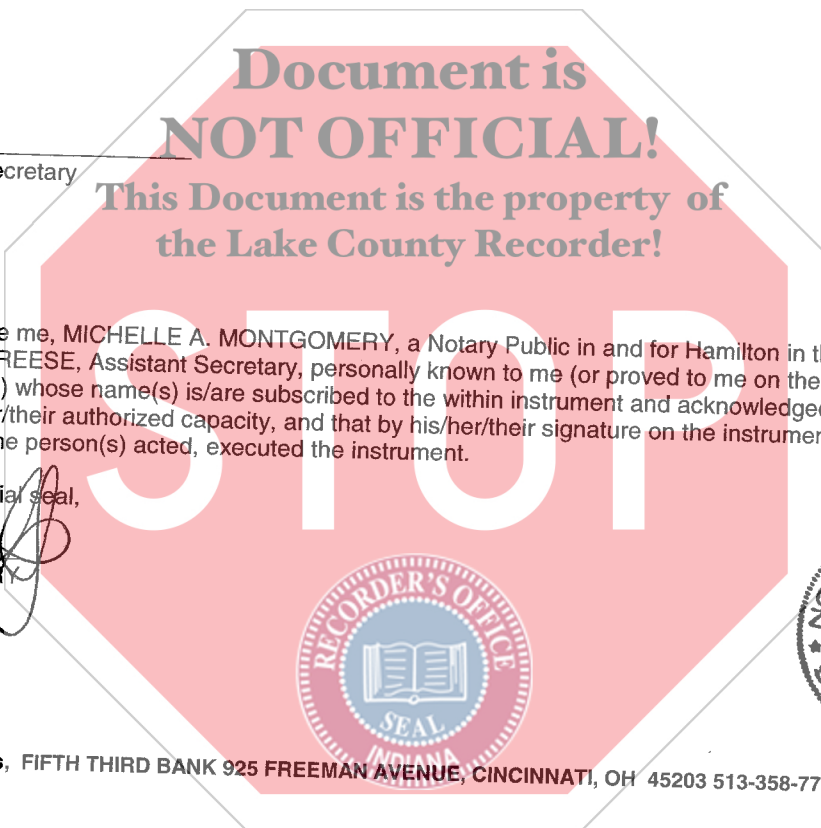 Document is
NOT OFFICIAL!
This Document is the property of
the Lake County Recorder!
STOP
ecretary
e me, MICHELLE A. MONTGOMERY, a Notary Public in and for Hamilton in th
REESE, Assistant Secretary, personally known to me (or proved to me on the
) whose name(s) is/are subscribed to the within instrument and acknowledged
r/their authorized capacity, and that by his/her/their signature on the instrumen
ne person(s) acted, executed the instrument.
ial seal,
RECORDER'S OFFICE
SEAL
INDIANA
NO
s, FIFTH THIRD BANK 925 FREEMAN AVENUE, CINCINNATI, OH 45203 513-358-77